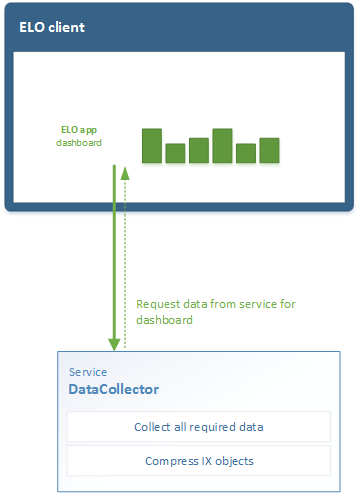 ELO client
ELO app
dashboard
Request data from service for
dashboard
Service
DataCollector
Collect all required data
Compress IX objects